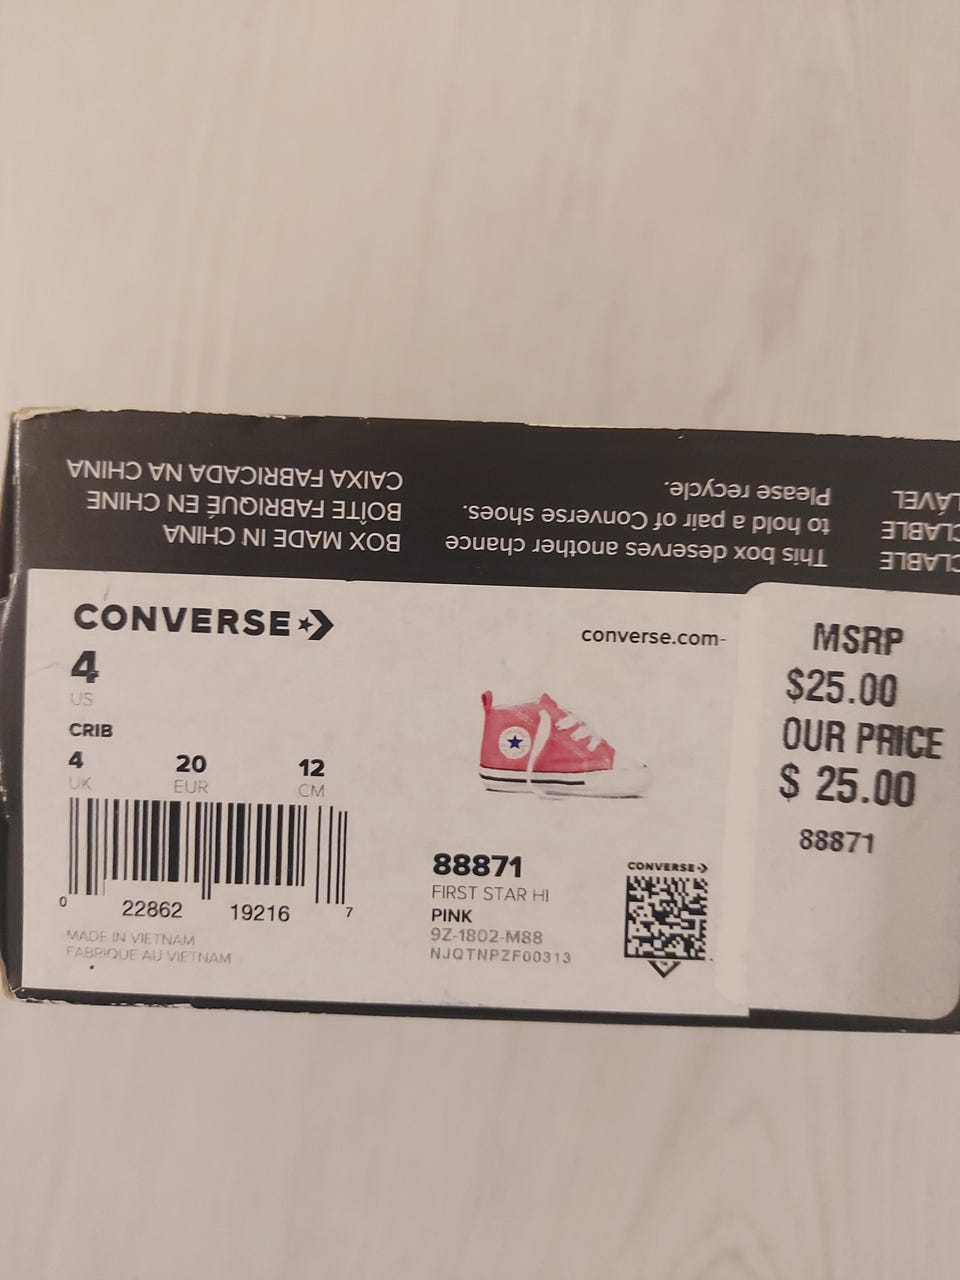 CAIXA FABRICADA NA CHINA
BOÎTE FABRIQUÉ EN CHINE
BOX MADE IN CHINA
This box deserves another chance
to hold a pair of Converse shoes.
Please recycle.
CLABLE
CLABLE
LÁVEL
CONVERSE
4
US
CRIB
4
UK
20
EUR
12
CM
0 22862 19216 7
MADE IN VIETNAM
FABRIQUE AU VIETNAM
converse.com
88871
FIRST STAR HI
PINK
9Z-1802-M88
NJQTNPZF00313
CONVERSE
MSRP
$25.00
OUR PRICE
$ 25.00
88871